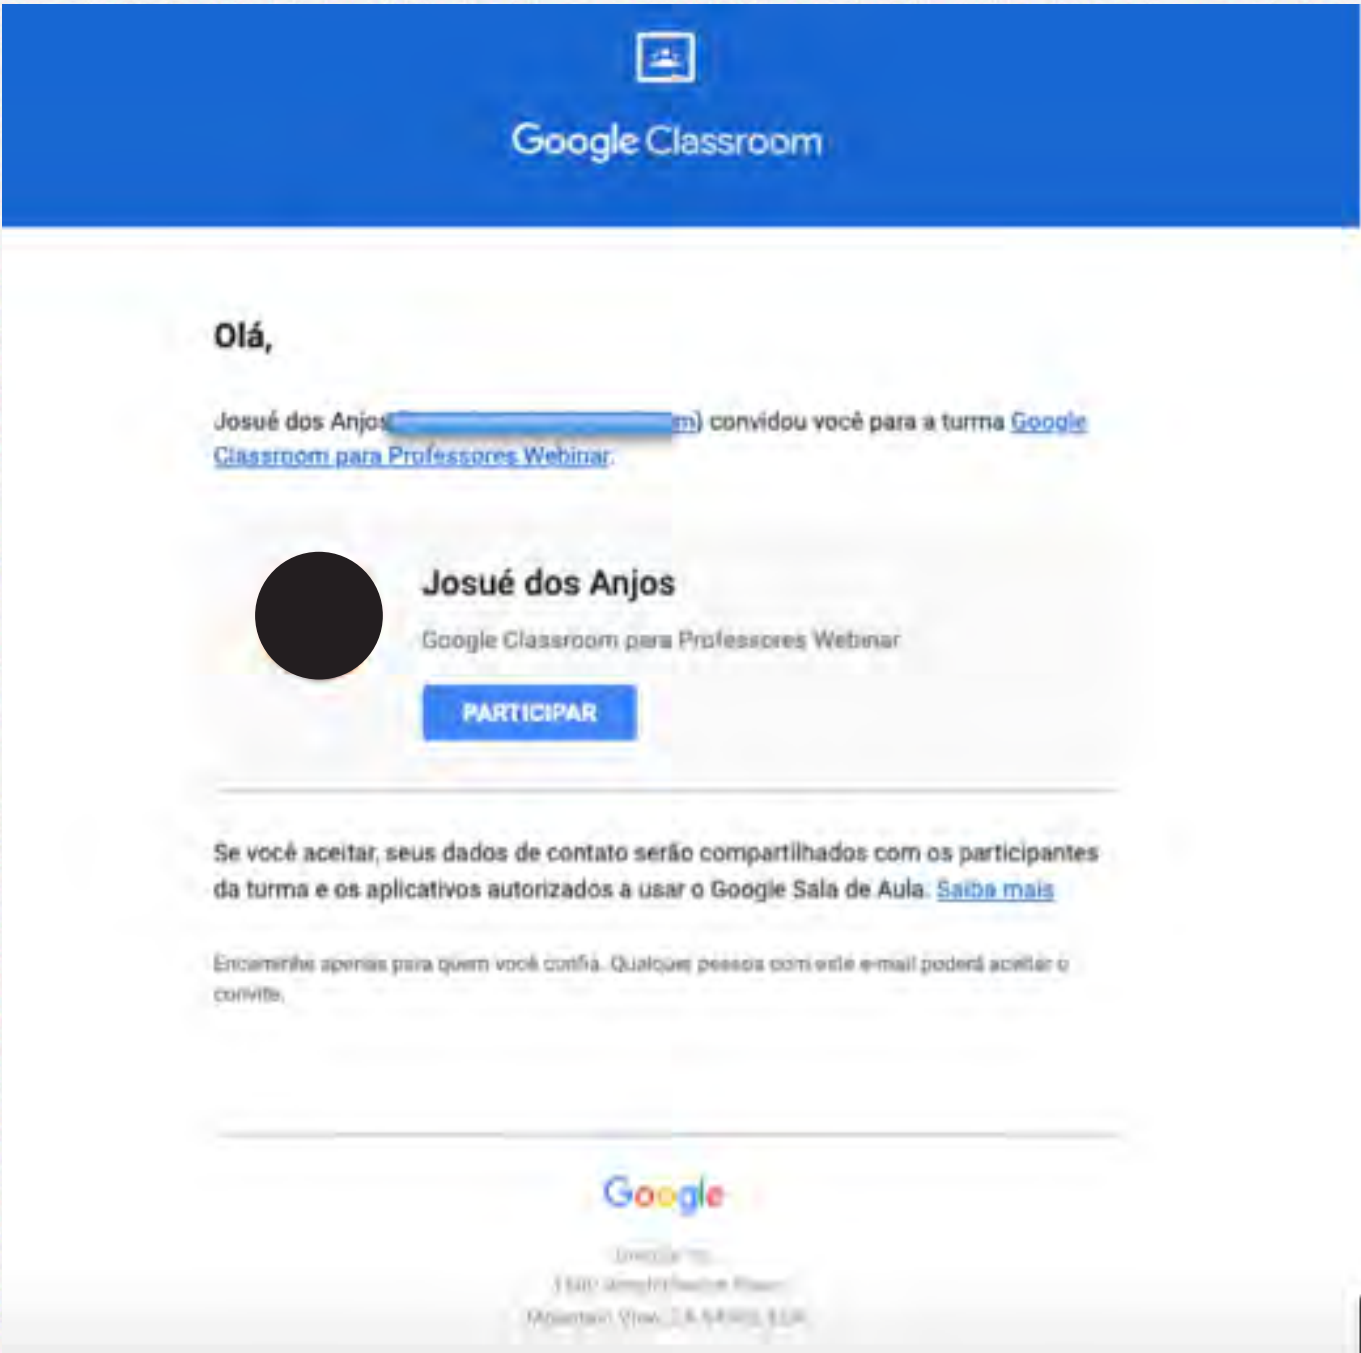 Google Classroom
Olá,
Josué dos Anjos m) convidou você para a turma Google
Classroom para Professores Webinar.
Josué dos Anjos
Google Classroom para Professores Webinar
PARTICIPAR
Se você aceitar, seus dados de contato serão compartilhados com os participantes
da turma e os aplicativos autorizados a usar o Google Sala de Aula. Saiba mais
Encaminhe apenas para quem você confia. Qualquer pessoa com este e-mail poderá aceitar o
convite.
Google
Mountain View, CA